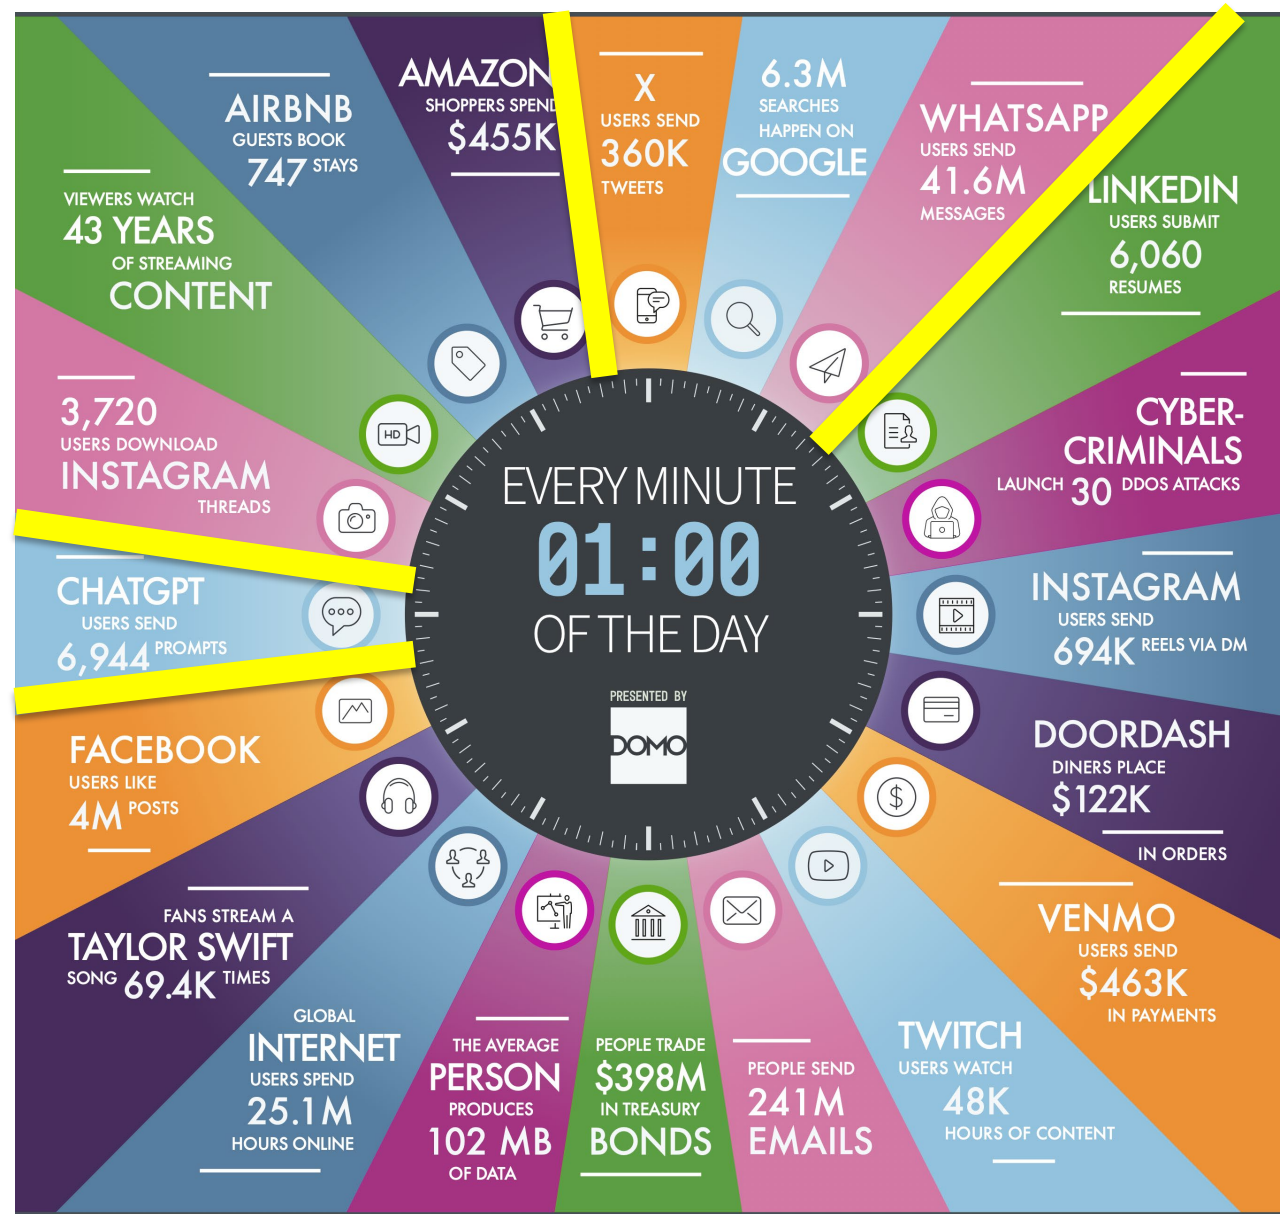 X
USERS SEND
360K
TWEETS
6.3M
SEARCHES
HAPPEN ON
GOOGLE
WHATSAPP
USERS SEND
41.6M
MESSAGES
LINKEDIN
USERS SUBMIT
6,060
RESUMES
CYBER-
CRIMINALS
LAUNCH 30 DDOS ATTACKS
INSTAGRAM
USERS SEND
694K REELS VIA DM
DOORDASH
DINERS PLACE
$122K
IN ORDERS
VENMO
USERS SEND
$463K
IN PAYMENTS
TWITCH
USERS WATCH
48K
HOURS OF CONTENT
PEOPLE SEND
241M
EMAILS
PEOPLE TRADE
$398M
IN TREASURY
BONDS
THE AVERAGE
PERSON
PRODUCES
102 MB
OF DATA
GLOBAL
INTERNET
USERS SPEND
25.1M
HOURS ONLINE
FANS STREAM A
TAYLOR SWIFT
SONG 69.4K TIMES
FACEBOOK
USERS LIKE
4M POSTS
CHATGPT
USERS SEND
6,944 PROMPTS
3,720
USERS DOWNLOAD
INSTAGRAM
THREADS
VIEWERS WATCH
43 YEARS
OF STREAMING
CONTENT
HD
AIRBNB
GUESTS BOOK
747 STAYS
AMAZON
SHOPPERS SPEND
$455K
EVERY MINUTE
01:00
OF THE DAY
PRESENTED BY
DOMO